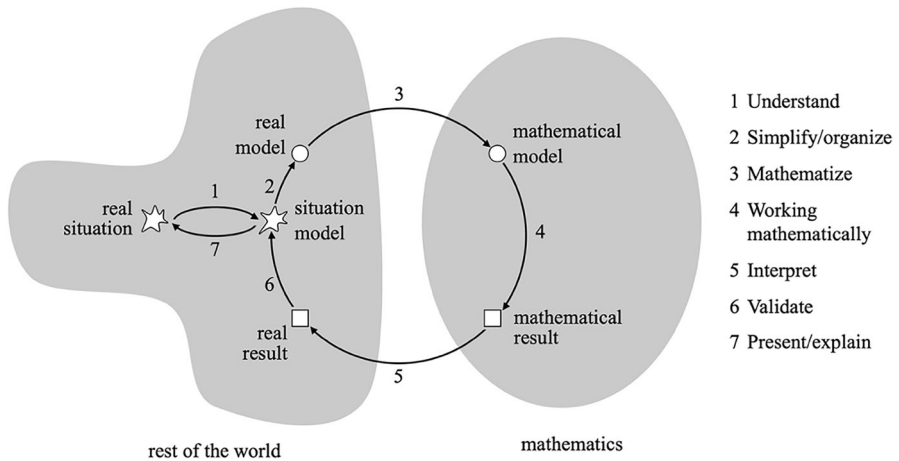 3
real
model
mathematical
model
2
1
real
situation
situation
model
7
4
6
real
result
mathematical
result
5
rest of the world
mathematics
1 Understand
2 Simplify/organize
3 Mathematize
4 Working
mathematically
5 Interpret
6 Validate
7 Present/explain